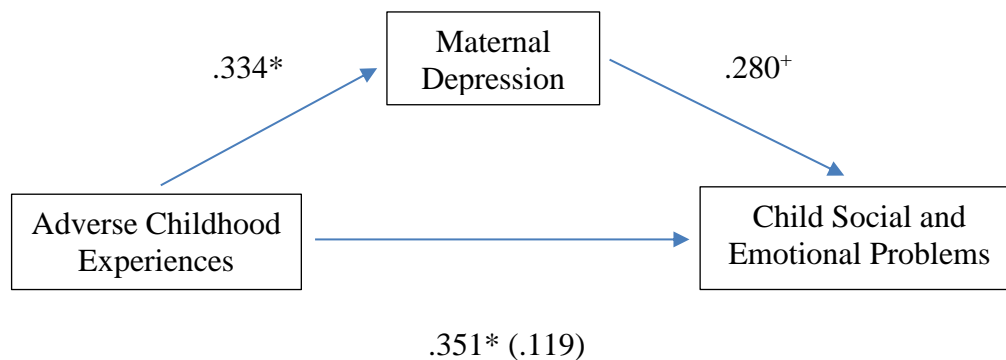 Maternal
Depression
.334*
.280+
Adverse Childhood
Experiences
Child Social and
Emotional Problems
.351* (.119)